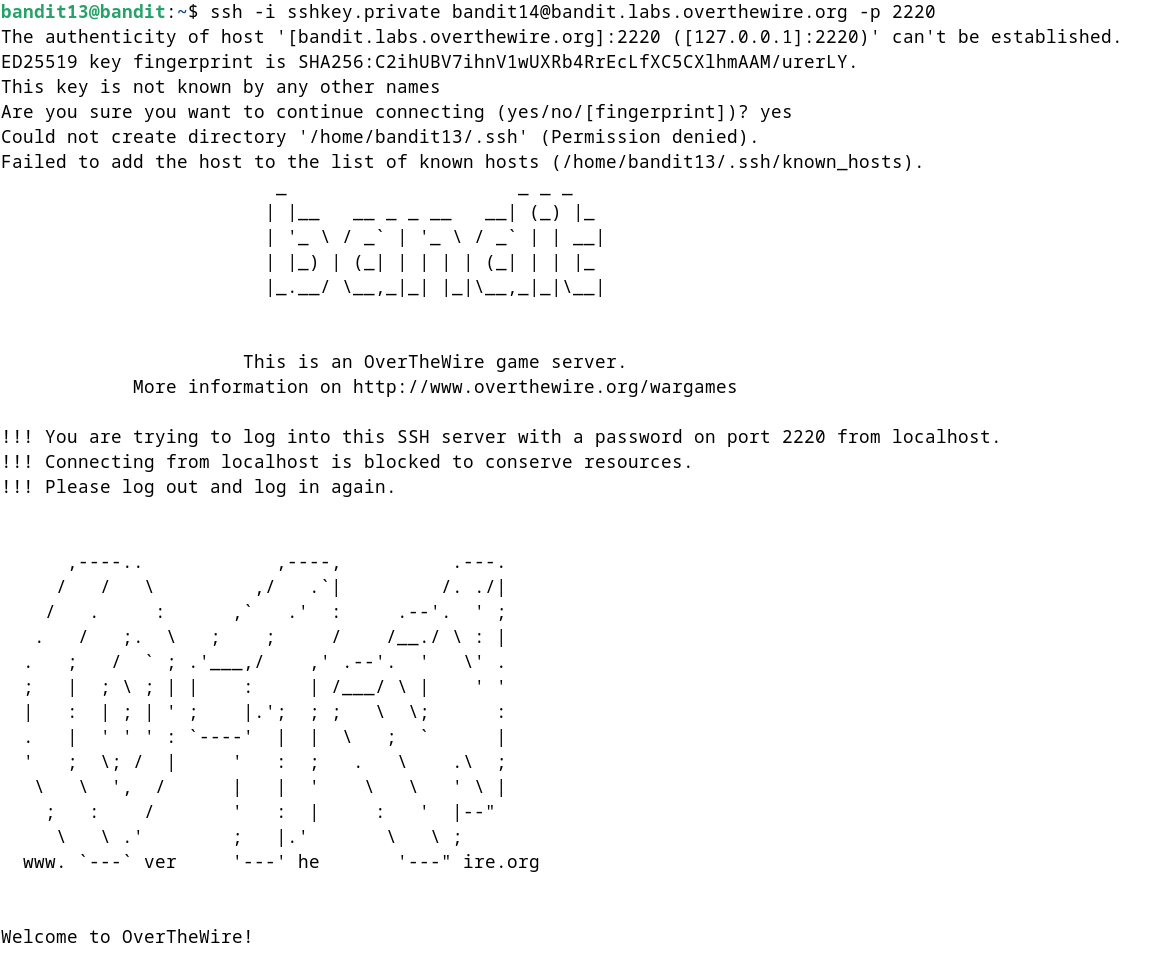 bandit13@bandit:~$ ssh -i sshkey.private bandit14@bandit.labs.overthewire.org -p 2220
The authenticity of host '[bandit.labs.overthewire.org]:2220 ([127.0.0.1]:2220)' can't be established.
ED25519 key fingerprint is SHA256:C2ihUBV7ihnV1wUXRb4RrEcLfXC5CXlhmAAM/urerLY.
This key is not known by any other names
Are you sure you want to continue connecting (yes/no/[fingerprint])? yes
Could not create directory '/home/bandit13/.ssh' (Permission denied).
Failed to add the host to the list of known hosts (/home/bandit13/.ssh/known_hosts).
bandit
This is an OverTheWire game server.
More information on http://www.overthewire.org/wargames
!!! You are trying to log into this SSH server with a password on port 2220 from localhost.
!!! Connecting from localhost is blocked to conserve resources.
!!! Please log out and log in again.
OTW
www. ver he ire.org
Welcome to OverTheWire!